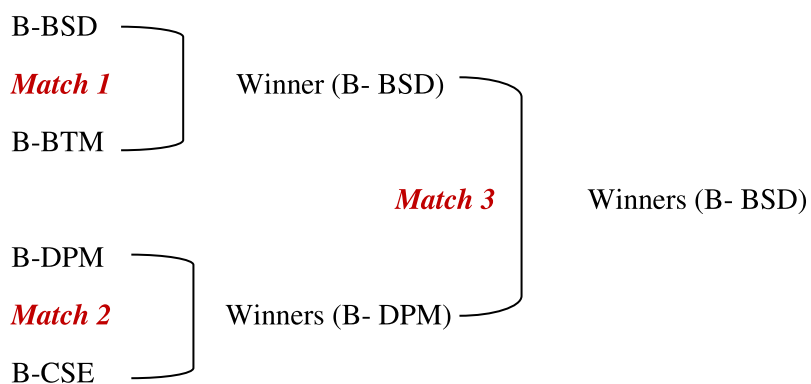 B-BSD
Match 1
Winner (B- BSD)
B-BTM
Match 3
Winners (B- BSD)
B-DPM
Match 2
Winners (B- DPM)
B-CSE